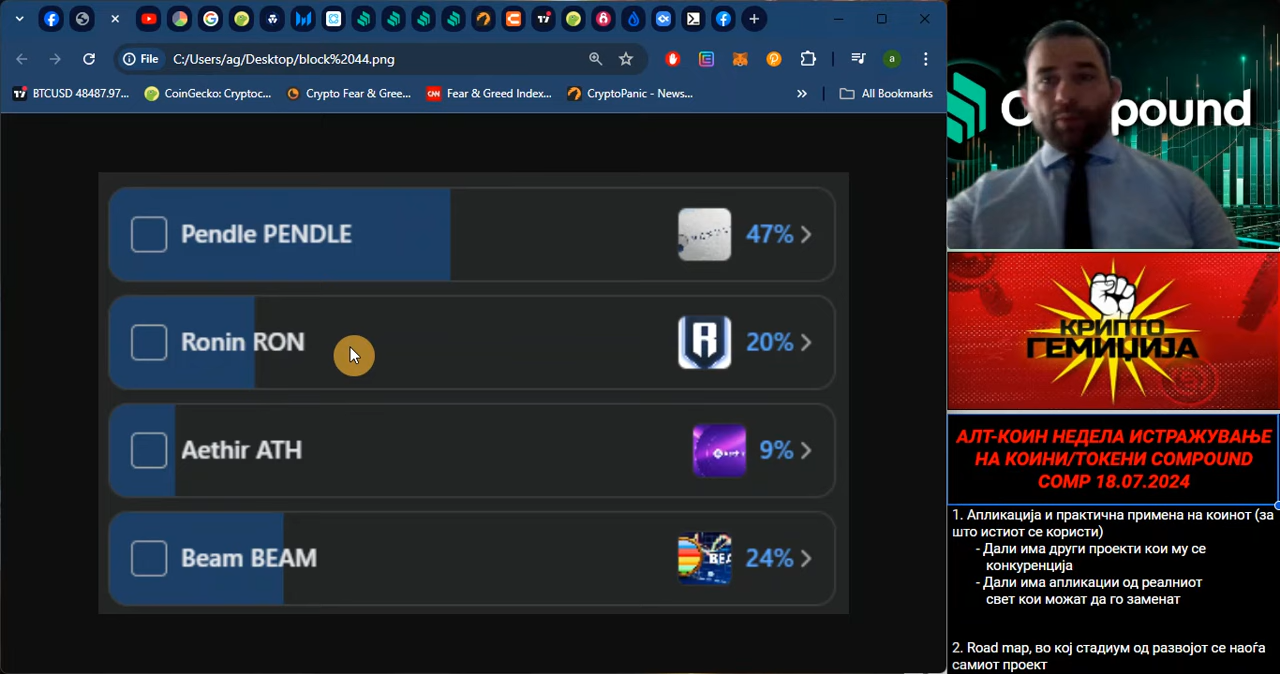 File
C:/Users/ag/Desktop/block%2044.png
a
BTCUSD 48487.97...
CoinGecko: Cryptoc...
Crypto Fear & Gree...
CNN
Fear & Greed Index...
CryptoPanic - News...
All Bookmarks
Pendle PENDLE
47%
Ronin RON
R
20%
Aethir ATH
9%
Beam BEAM
BEA
24%
C pound
КРИПТО
ГЕМИЏИЈА
АЛТ-КОИН НЕДЕЛА ИСТРАЖУВАЊЕ
НА КОИНИ/ТОКЕНИ COMPOUND
COMP 18.07.2024
1. Апликација и практична примена на коинот (за
што истиот се користи)
- Дали има други проекти кои му се
конкуренција
- Дали има апликации од реалниот
свет кои можат да го заменат
2. Road map, во кој стадиум од развојот се наоѓа
самиот проект